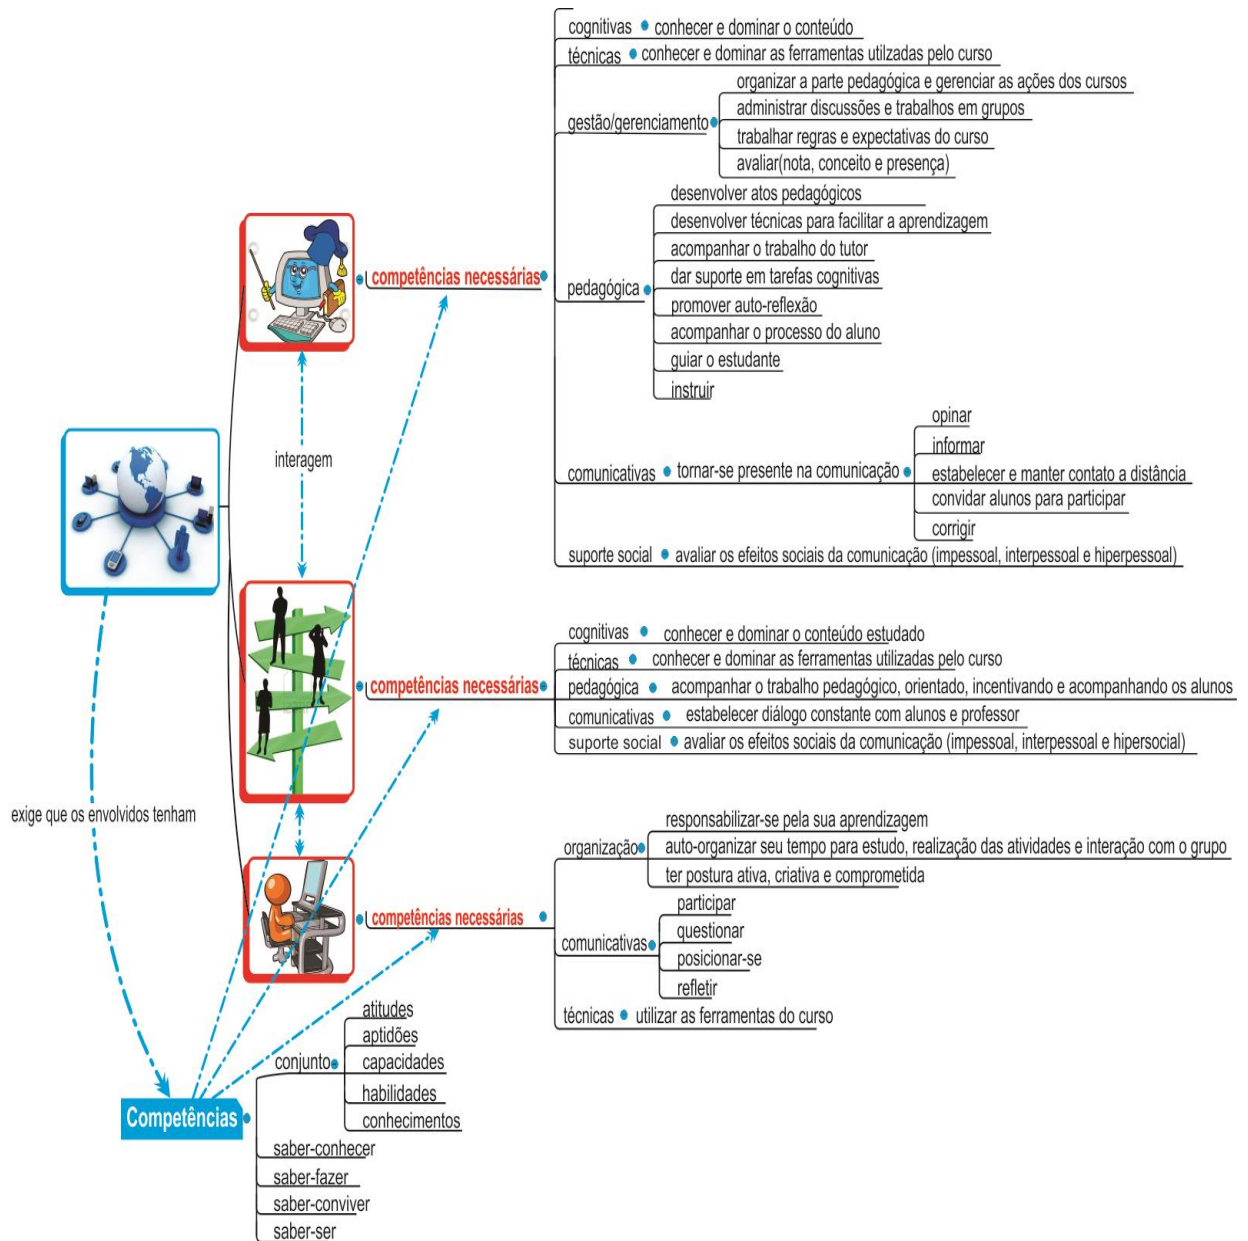 cognitivas conhecer e dominar o conteúdo
técnicas conhecer e dominar as ferramentas utilzadas pelo curso
gestão/gerenciamento
organizar a parte pedagógica e gerenciar as ações dos cursos
administrar discussões e trabalhos em grupos
trabalhar regras e expectativas do curso
avaliar(nota, conceito e presença)
competências necessárias
pedagógica
desenvolver atos pedagógicos
desenvolver técnicas para facilitar a aprendizagem
acompanhar o trabalho do tutor
dar suporte em tarefas cognitivas
promover auto-reflexão
acompanhar o processo do aluno
guiar o estudante
instruir
interagem
comunicativas tornar-se presente na comunicação
opinar
informar
estabelecer e manter contato a distância
convidar alunos para participar
corrigir
suporte social avaliar os efeitos sociais da comunicação (impessoal, interpessoal e hiperpessoal)
competências necessárias
cognitivas conhecer e dominar o conteúdo estudado
técnicas conhecer e dominar as ferramentas utilizadas pelo curso
pedagógica acompanhar o trabalho pedagógico, orientado, incentivando e acompanhando os alunos
comunicativas estabelecer diálogo constante com alunos e professor
suporte social avaliar os efeitos sociais da comunicação (impessoal, interpessoal e hipersocial)
exige que os envolvidos tenham
competências necessárias
organização
responsabilizar-se pela sua aprendizagem
auto-organizar seu tempo para estudo, realização das atividades e interação com o grupo
ter postura ativa, criativa e comprometida
comunicativas
participar
questionar
posicionar-se
refletir
técnicas utilizar as ferramentas do curso
Competências
conjunto
atitudes
aptidões
capacidades
habilidades
conhecimentos
saber-conhecer
saber-fazer
saber-conviver
saber-ser